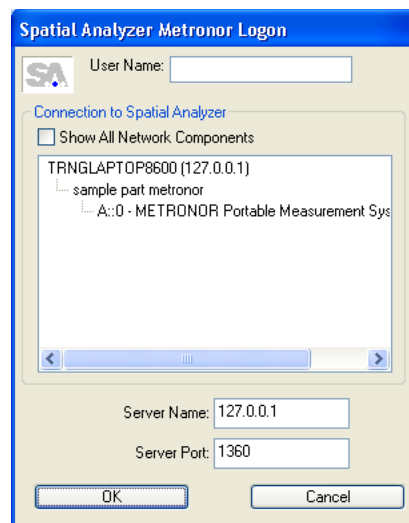 Spatial Analyzer Metronor Logon
SA
User Name:
Connection to Spatial Analyzer
Show All Network Components
TRNGLAPTOP8600 (127.0.0.1)
sample part metronor
A::0 - METRONOR Portable Measurement Sys
Server Name: 127.0.0.1
Server Port: 1360
OK Cancel